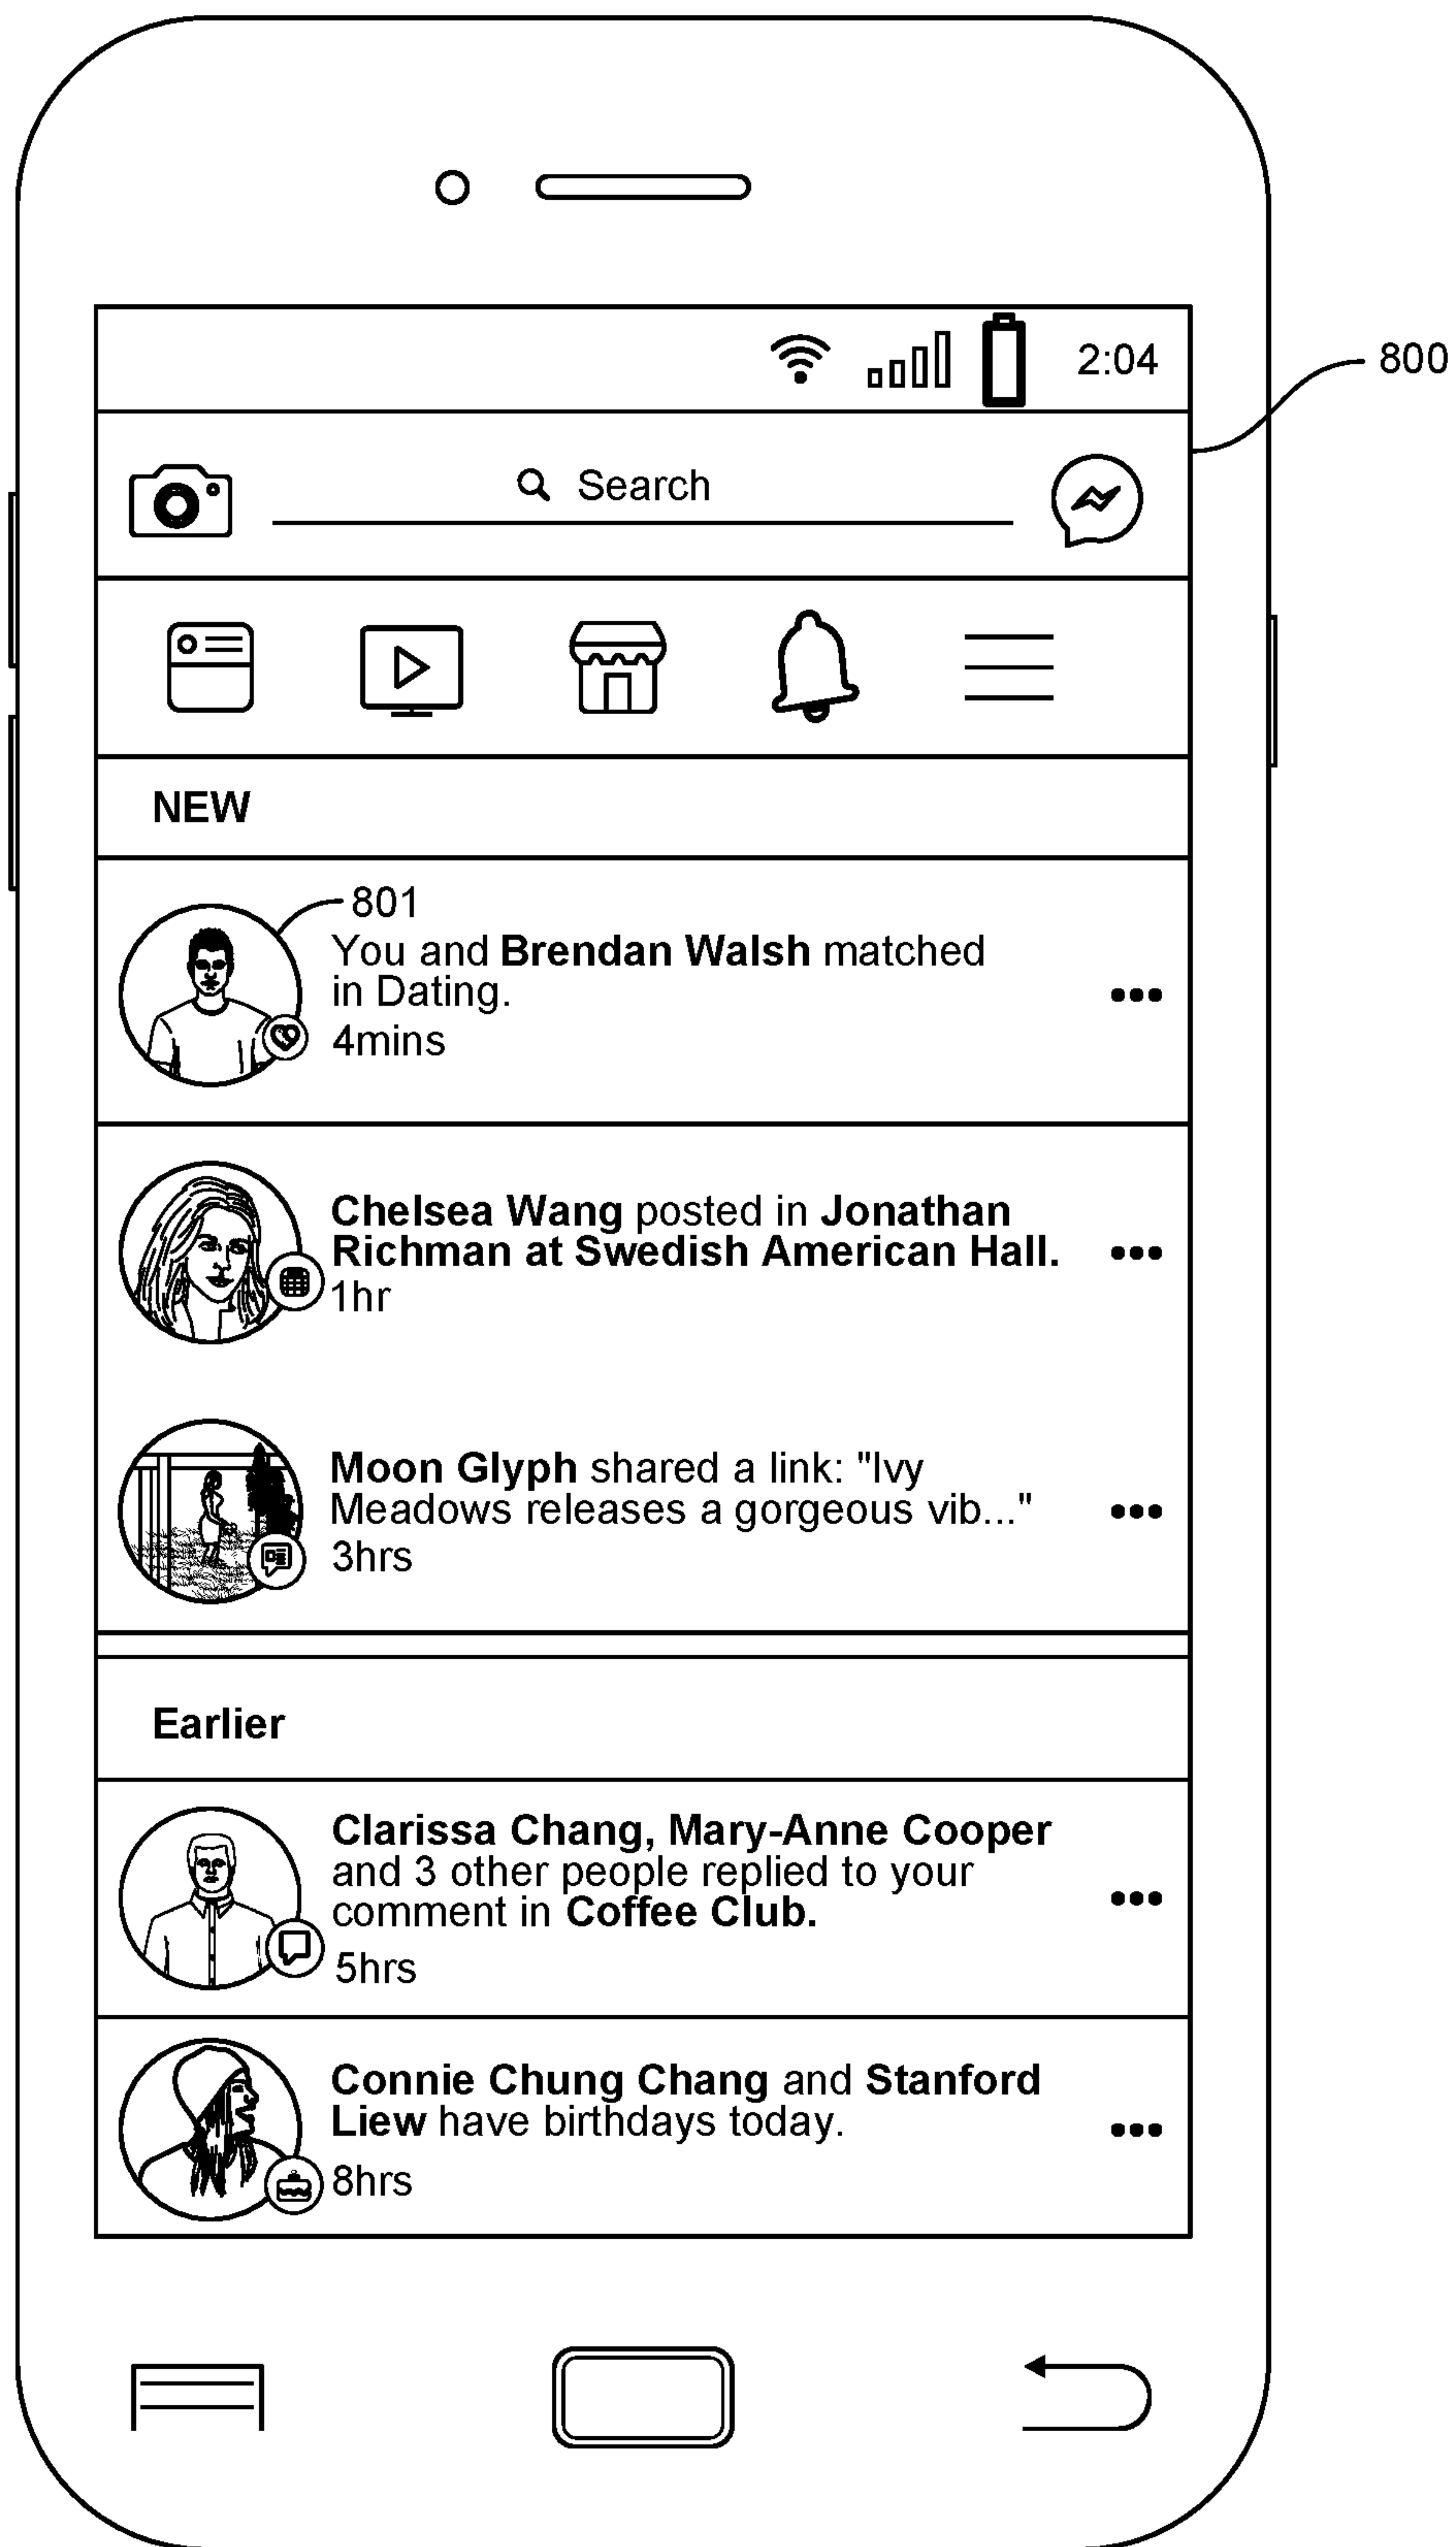 2:04
800
Search
NEW
801
You and Brendan Walsh matched
in Dating.
4mins
Chelsea Wang posted in Jonathan
Richman at Swedish American Hall.
1hr
Moon Glyph shared a link: "Ivy
Meadows releases a gorgeous vib..."
3hrs
Earlier
Clarissa Chang, Mary-Anne Cooper
and 3 other people replied to your
comment in Coffee Club.
5hrs
Connie Chung Chang and Stanford
Liew have birthdays today.
8hrs